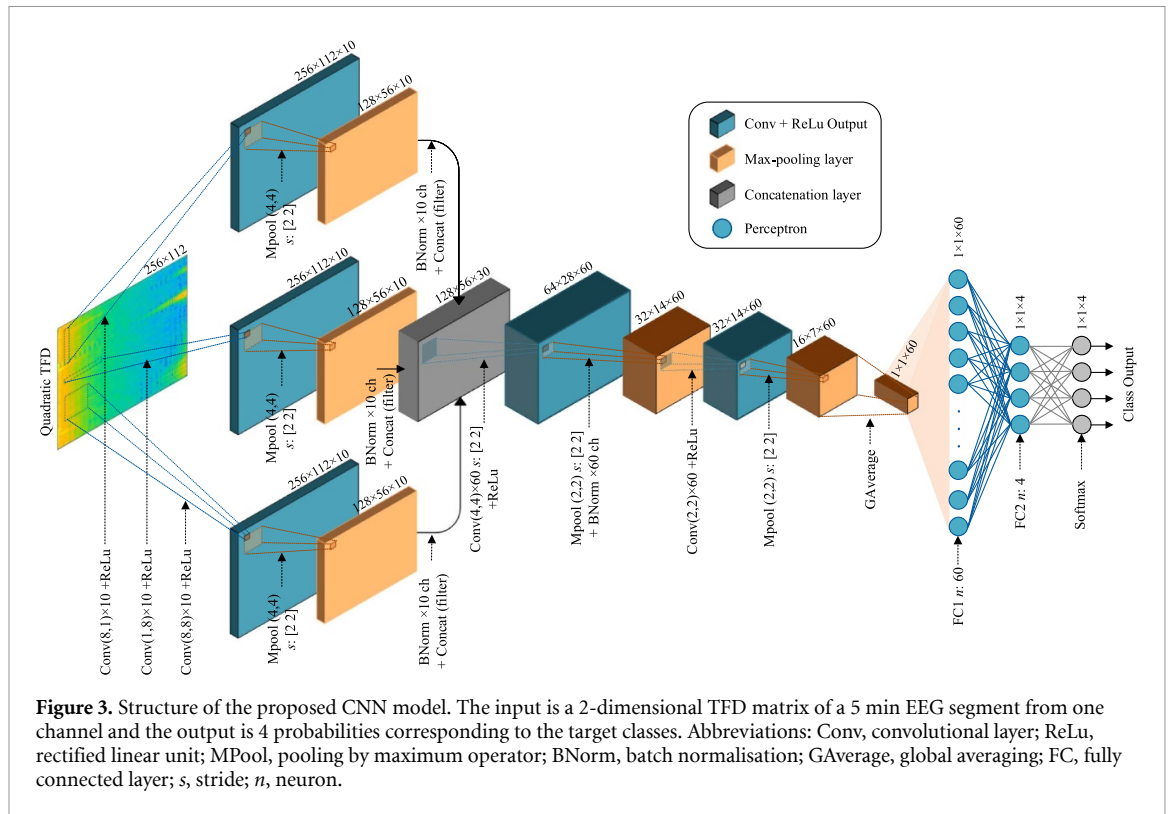 256×112×10
128×56×10
Mpool (4,4)
s: [2 2]
BNorm ×10 ch
+ Concat (filter)
Conv + ReLu Output
Max-pooling layer
Concatenation layer
Perceptron
Quadratic TFD
256×112
256×112×10
128×56×10
Mpool (4,4)
s: [2 2]
BNorm ×10 ch
+ Concat (filter)
128×56×30
64×28×60
32×14×60
32×14×60
16×7×60
1×1×60
1×1×60
1×1×4
1×1×4
Class Output
256×112×10
128×56×10
Mpool (4,4)
s: [2 2]
BNorm ×10 ch
+ Concat (filter)
Conv(8,1)×10 +ReLu
Conv(1,8)×10 +ReLu
Conv(8,8)×10 +ReLu
Conv(4,4)×60 s: [2 2]
+ReLu
Mpool (2,2) s: [2 2]
+ BNorm ×60 ch
Conv(2,2)×60 +ReLu
Mpool (2,2) s: [2 2]
GAverage
FC1 n: 60
FC2 n: 4
Softmax
Figure 3. Structure of the proposed CNN model. The input is a 2-dimensional TFD matrix of a 5 min EEG segment from one
channel and the output is 4 probabilities corresponding to the target classes. Abbreviations: Conv, convolutional layer; ReLu,
rectified linear unit; MPool, pooling by maximum operator; BNorm, batch normalisation; GAverage, global averaging; FC, fully
connected layer; s, stride; n, neuron.